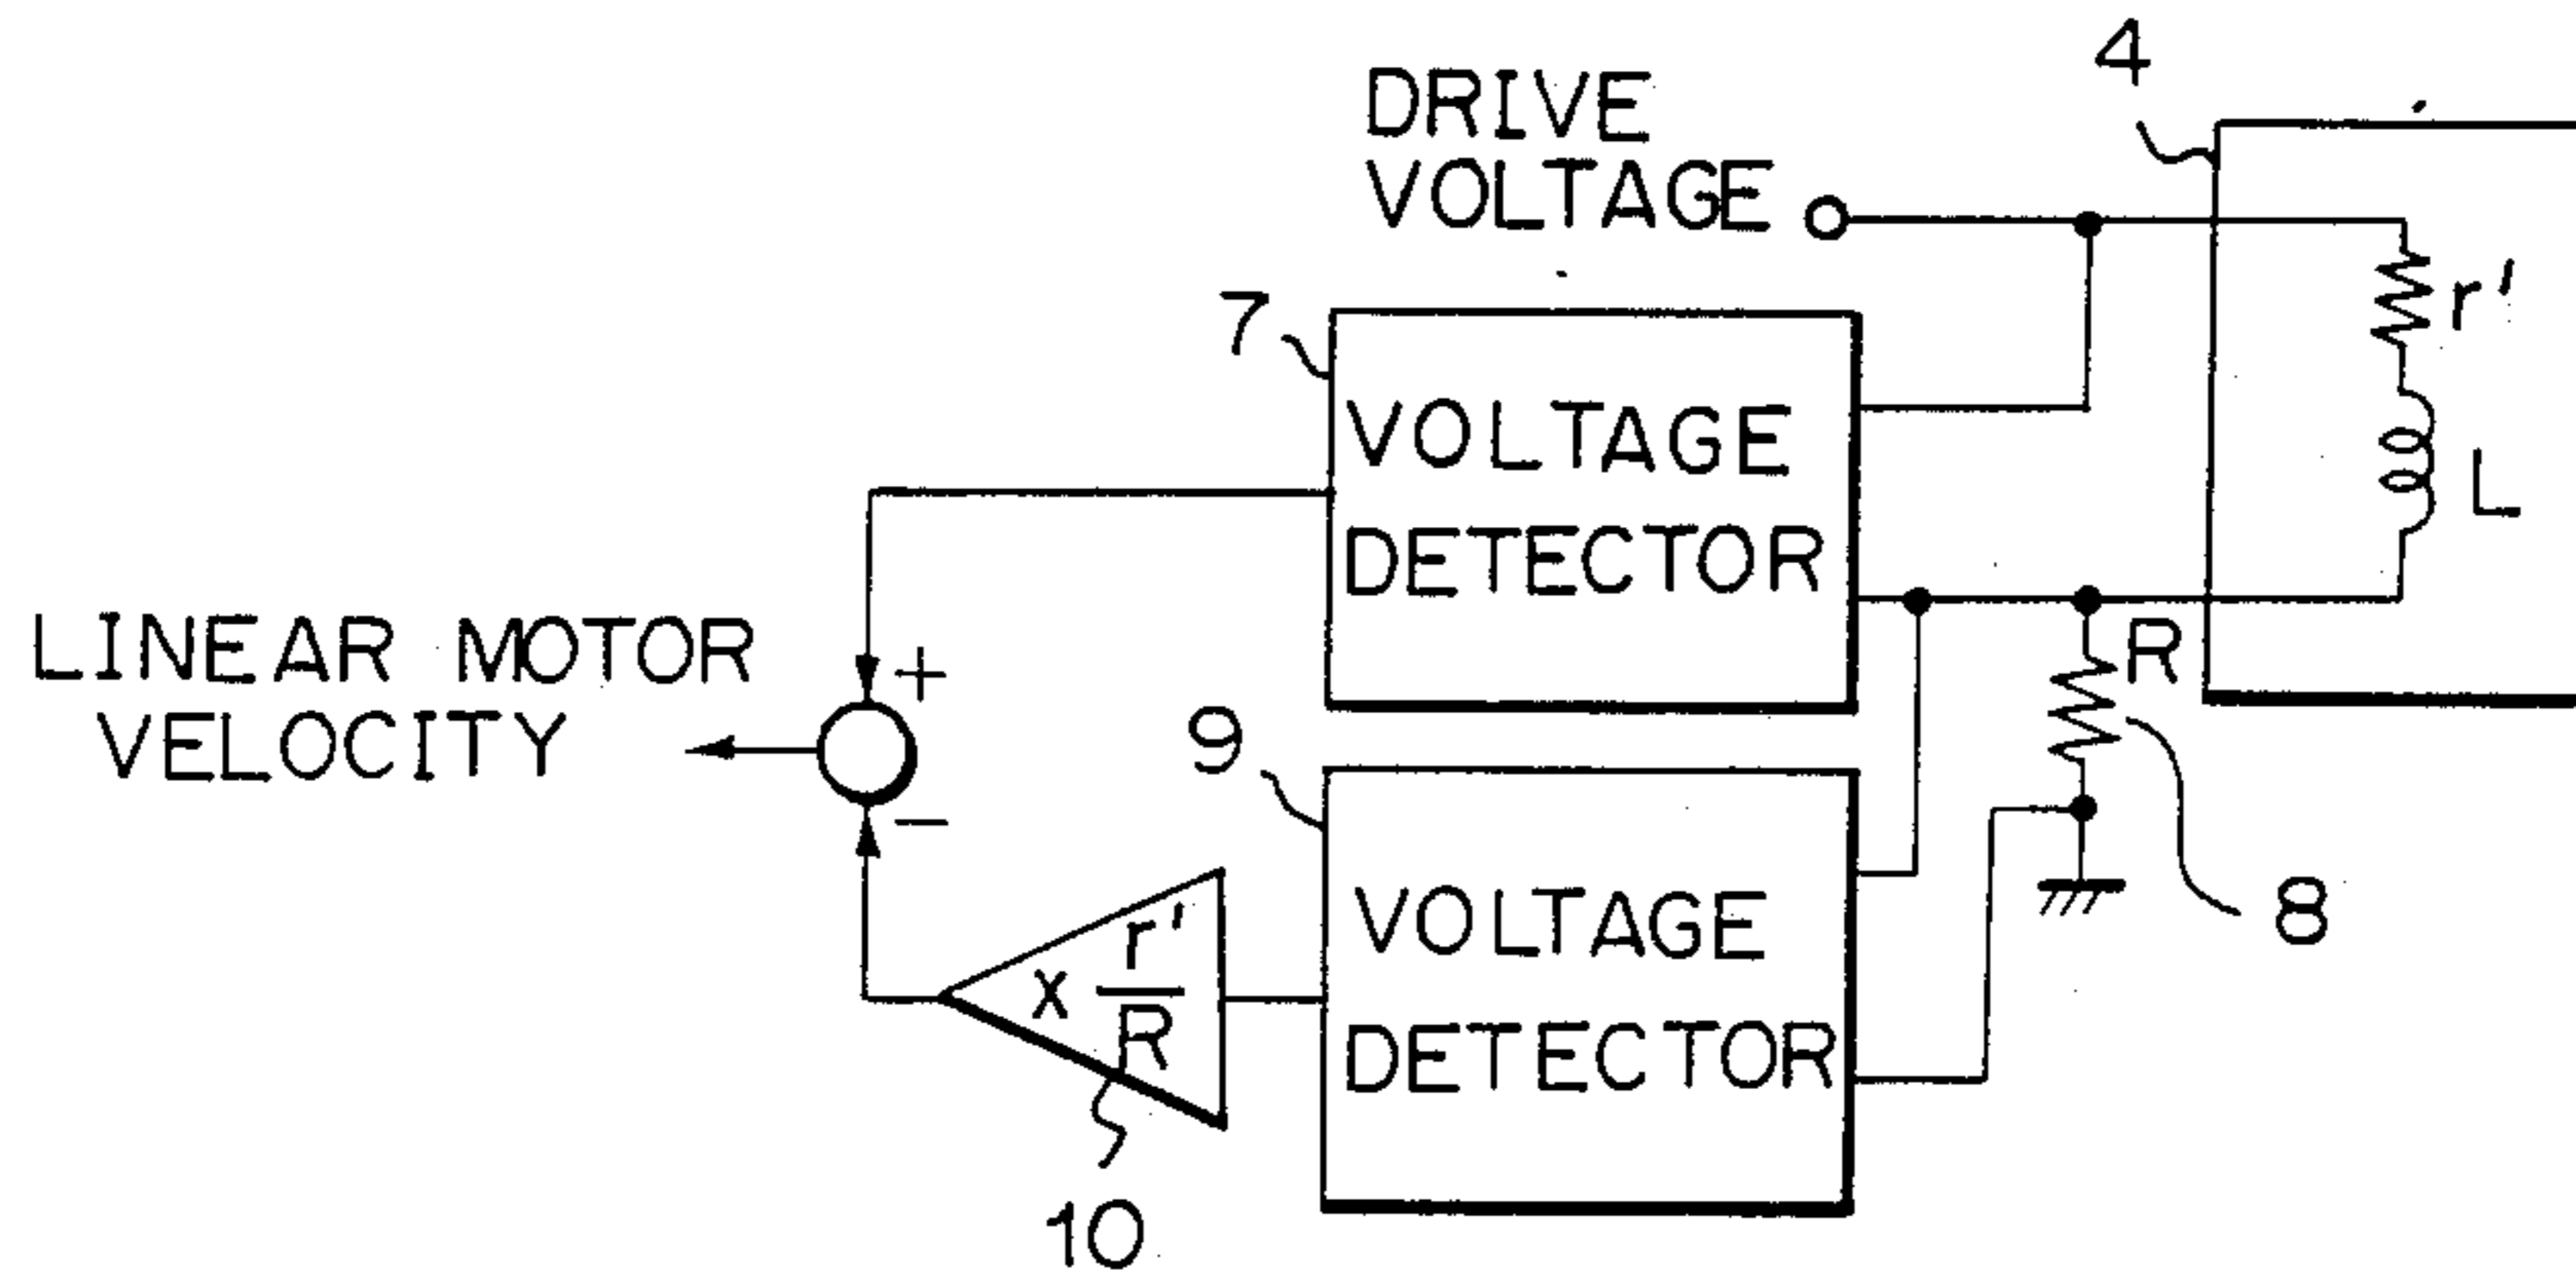 4
DRIVE
VOLTAGE
r'
7
VOLTAGE
DETECTOR
L
LINEAR MOTOR
VELOCITY
+
−
R
9
VOLTAGE
DETECTOR
8
x r'/R
10